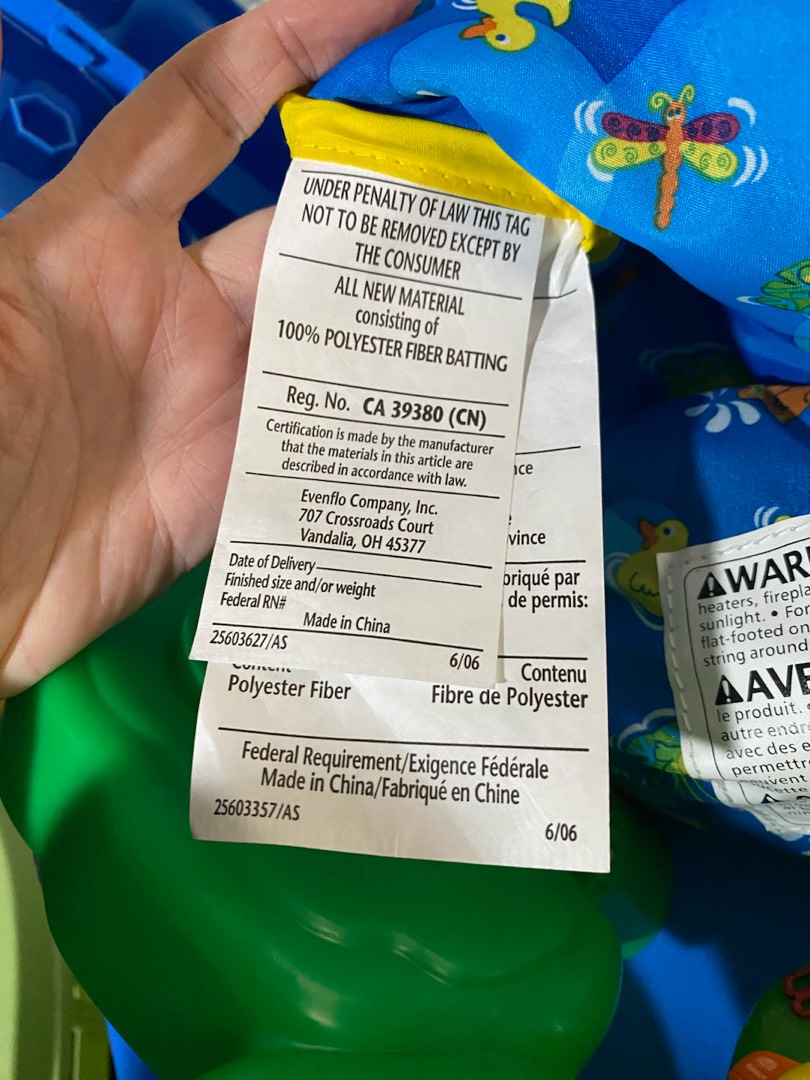 UNDER PENALTY OF LAW THIS TAG
NOT TO BE REMOVED EXCEPT BY
THE CONSUMER
ALL NEW MATERIAL
consisting of
100% POLYESTER FIBER BATTING
Reg. No. CA 39380 (CN)
Certification is made by the manufacturer
that the materials in this article are
described in accordance with law.
Evenflo Company, Inc.
707 Crossroads Court
Vandalia, OH 45377
Date of Delivery
Finished size and/or weight
Federal RN#
Made in China
25603627/AS
6/06
vince
briqué par
de permis:
Content Contenu
Polyester Fiber Fibre de Polyester
Federal Requirement/Exigence Fédérale
Made in China/Fabriqué en Chine
25603357/AS
6/06
heaters, firepla
sunlight. • For
flat-footed on
string around
le produit.
autre endr
avec des e
permettr